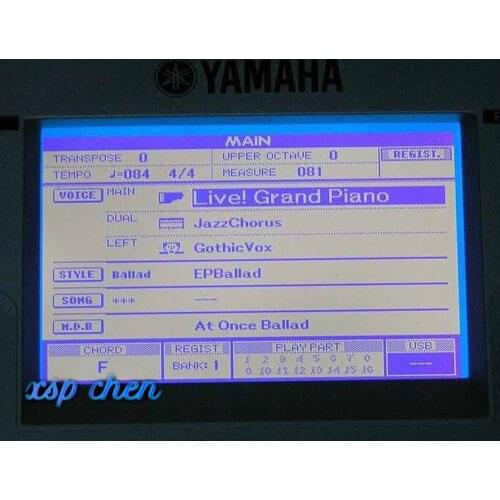 YAMAHA
MAIN
TRANSPOSE 0 UPPER OCTAVE 0 REGIST.
TEMPO ♩=084 4/4 MEASURE 081
VOICE MAIN Live! Grand Piano
DUAL JazzChorus
LEFT GothicVox
STYLE Ballad EPBallad
SONG *** ---
M.D.B At Once Ballad
CHORD REGIST PLAY PART USB
F BANK: 1 1 2 3 4 5 6 7 8 ---
9 10 11 12 13 14 15 16
xsp chen